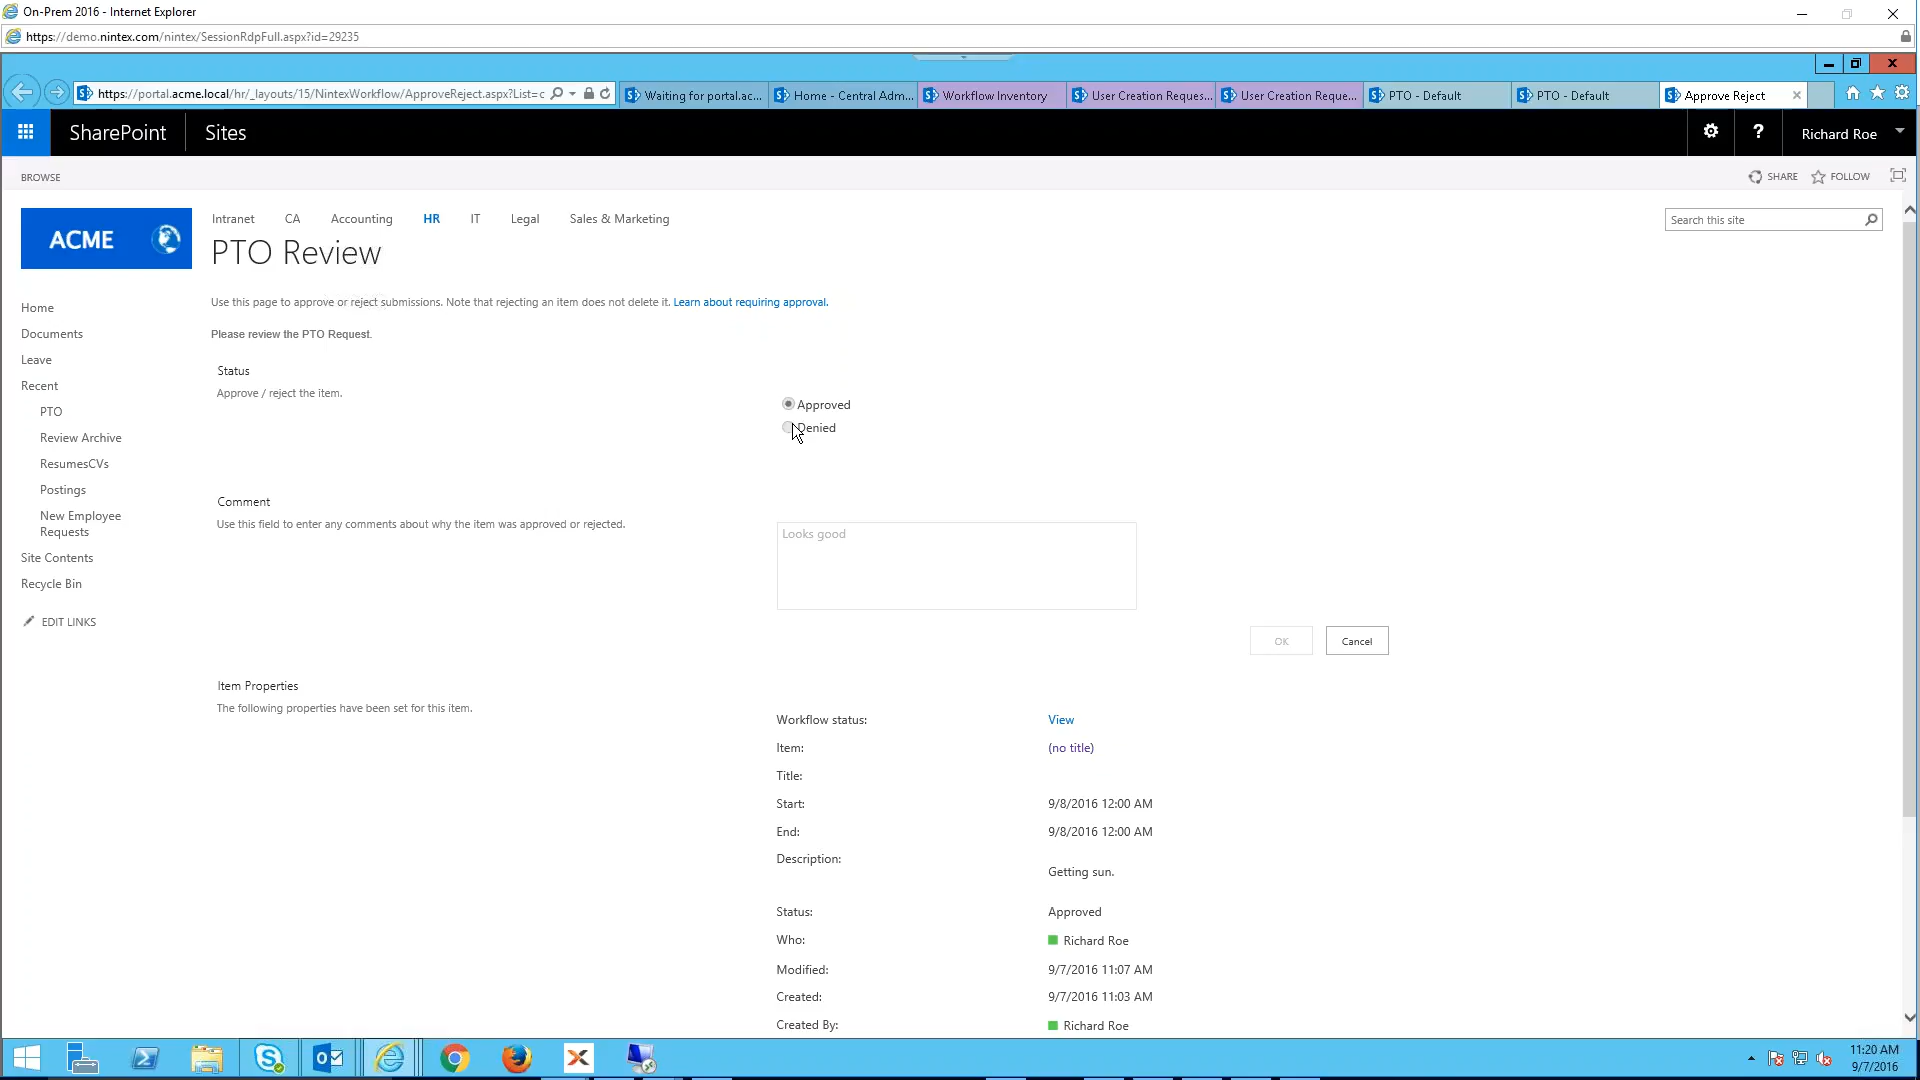 On-Prem 2016 - Internet Explorer
https://demo.nintex.com/nintex/SessionRdpFull.aspx?id=29235
https://portal.acme.local/hr/_layouts/15/NintexWorkflow/ApproveReject.aspx?List=c
Waiting for portal.ac...
Home - Central Adm...
Workflow Inventory
User Creation Reques...
User Creation Reque...
PTO - Default
PTO - Default
Approve Reject
SharePoint
Sites
?
Richard Roe
BROWSE
SHARE
FOLLOW
ACME
Intranet
CA
Accounting
HR
IT
Legal
Sales & Marketing
Search this site
PTO Review
Home
Documents
Leave
Recent
PTO
Review Archive
ResumesCVs
Postings
New Employee
Requests
Site Contents
Recycle Bin
EDIT LINKS
Use this page to approve or reject submissions. Note that rejecting an item does not delete it. Learn about requiring approval.
Please review the PTO Request.
Status
Approve / reject the item.
Approved
Denied
Comment
Use this field to enter any comments about why the item was approved or rejected.
Looks good
OK
Cancel
Item Properties
The following properties have been set for this item.
Workflow status: View
Item: (no title)
Title:
Start: 9/8/2016 12:00 AM
End: 9/8/2016 12:00 AM
Description:
Getting sun.
Status: Approved
Who: Richard Roe
Modified: 9/7/2016 11:07 AM
Created: 9/7/2016 11:03 AM
Created By: Richard Roe
11:20 AM
9/7/2016